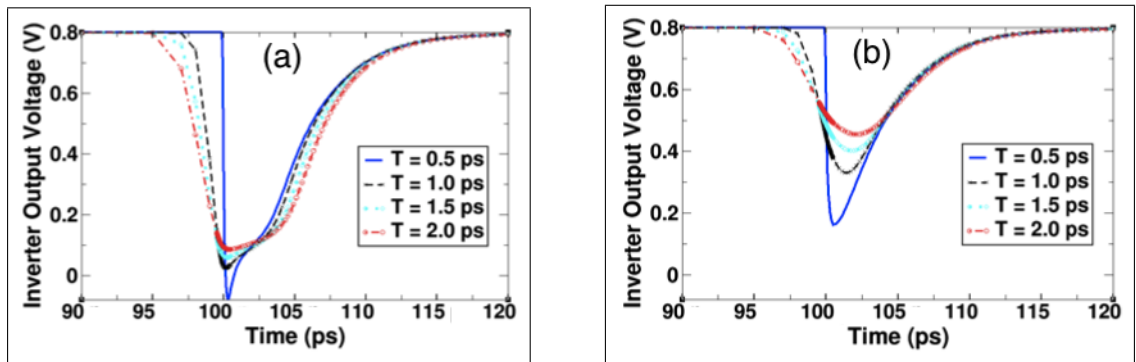 Inverter Output Voltage (V)
0.8
0.6
0.4
0.2
0
(a)
T = 0.5 ps
T = 1.0 ps
T = 1.5 ps
T = 2.0 ps
90 95 100 105 110 115 120
Time (ps)
Inverter Output Voltage (V)
0.8
0.6
0.4
0.2
0
(b)
T = 0.5 ps
T = 1.0 ps
T = 1.5 ps
T = 2.0 ps
90 95 100 105 110 115 120
Time (ps)